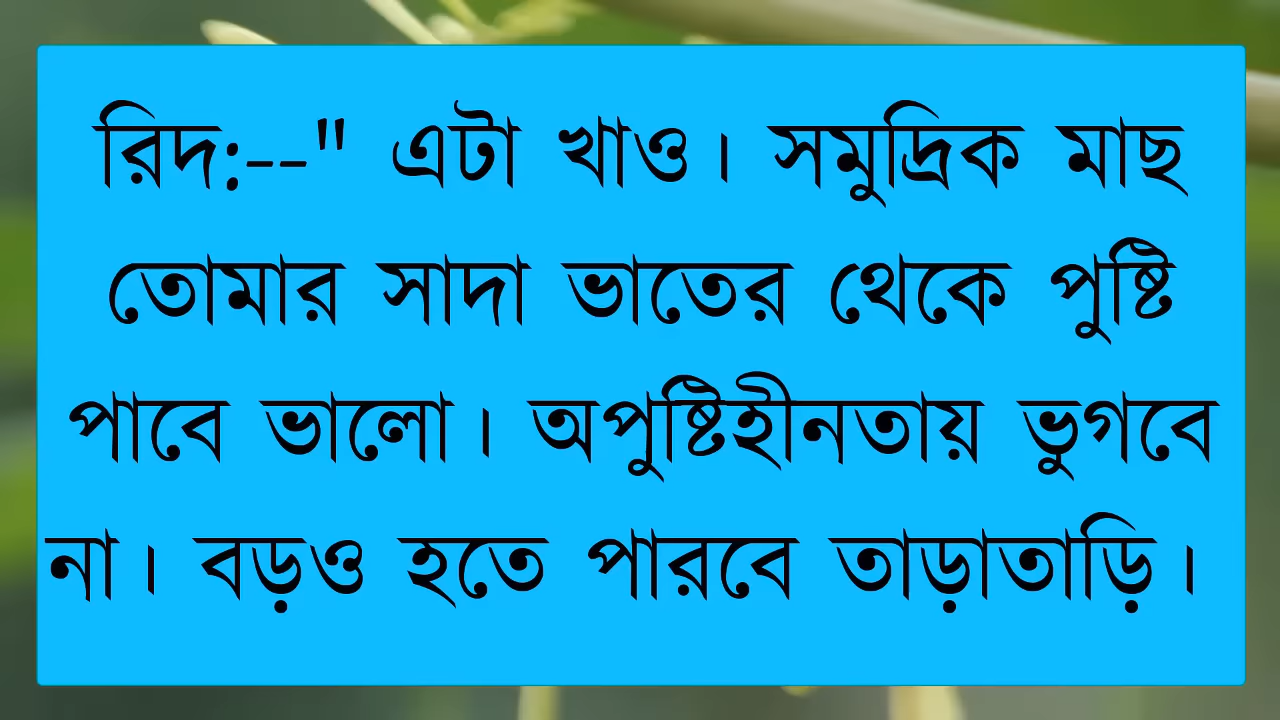 রিদ:--" এটা খাও। সমুদ্রিক মাছ
তোমার সাদা ভাতের থেকে পুষ্টি
পাবে ভালো। অপুষ্টিহীনতায় ভুগবে
না। বড়ও হতে পারবে তাড়াতাড়ি।